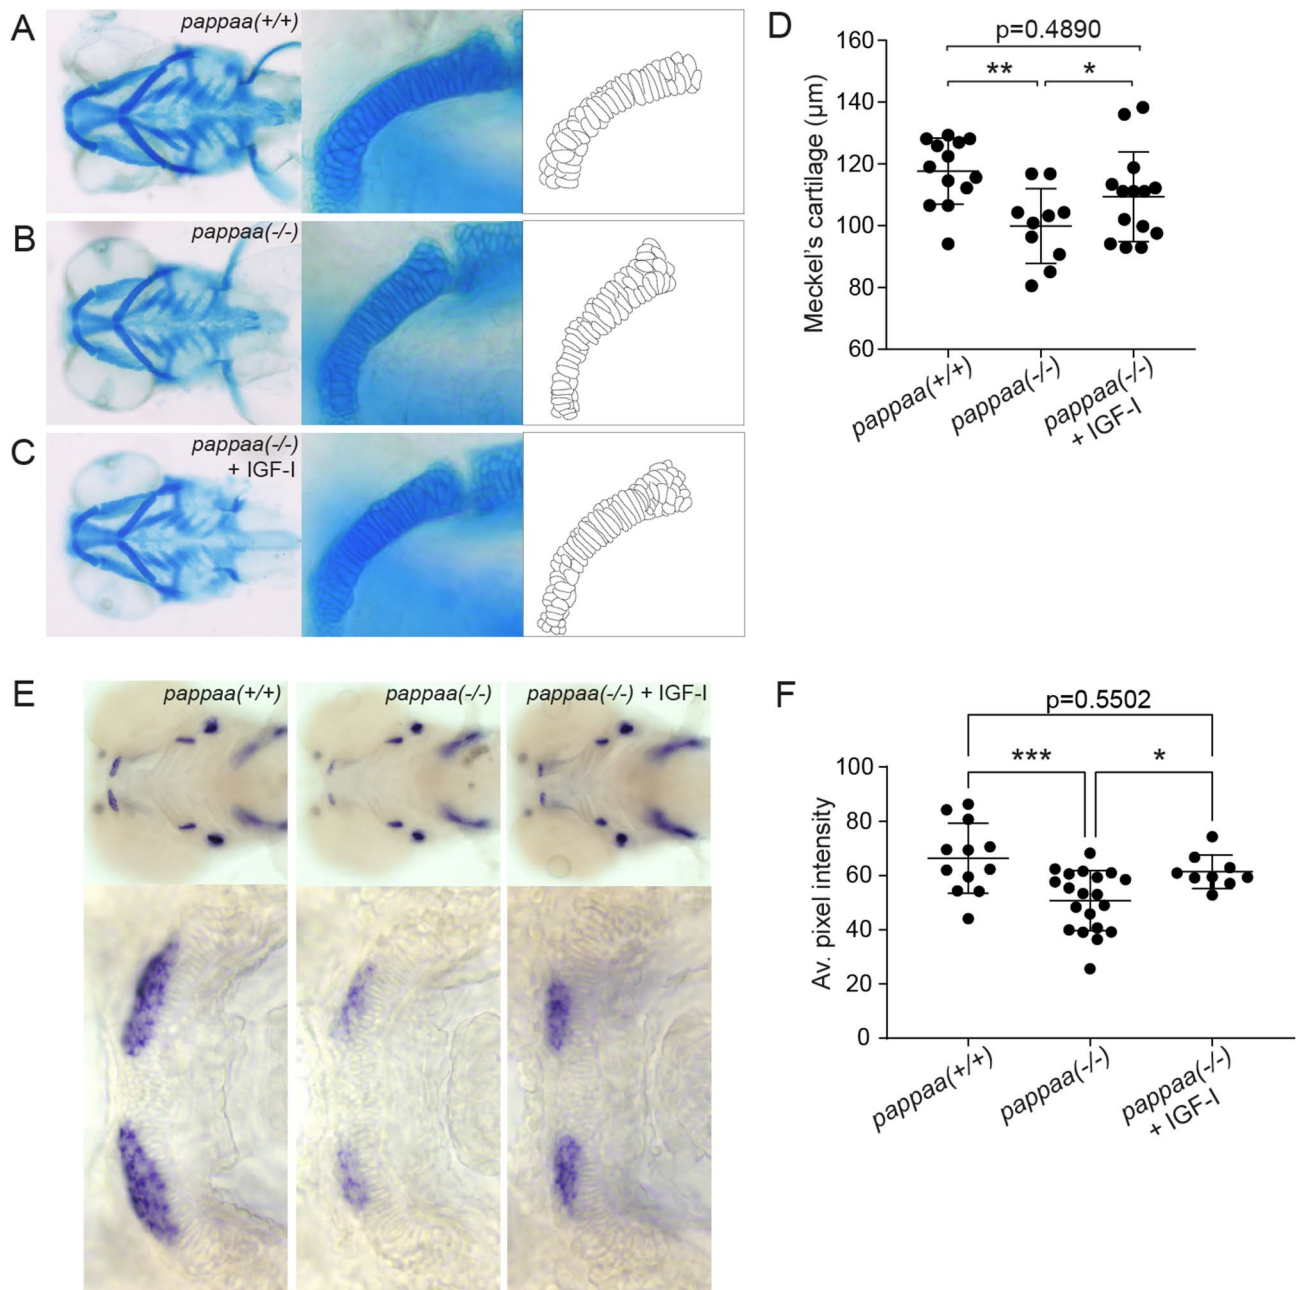 A
pappaa(+/+)
B
pappaa(-/-)
C
pappaa(-/-)
+ IGF-I
D
p=0.4890
**
*
160
140
120
100
80
60
Meckel's cartilage (µm)
pappaa(+/+)
pappaa(-/-)
pappaa(-/-)
+ IGF-I
E
pappaa(+/+)
pappaa(-/-)
pappaa(-/-) + IGF-I
F
p=0.5502
***
*
100
80
60
40
20
0
Av. pixel intensity
pappaa(+/+)
pappaa(-/-)
pappaa(-/-)
+ IGF-I